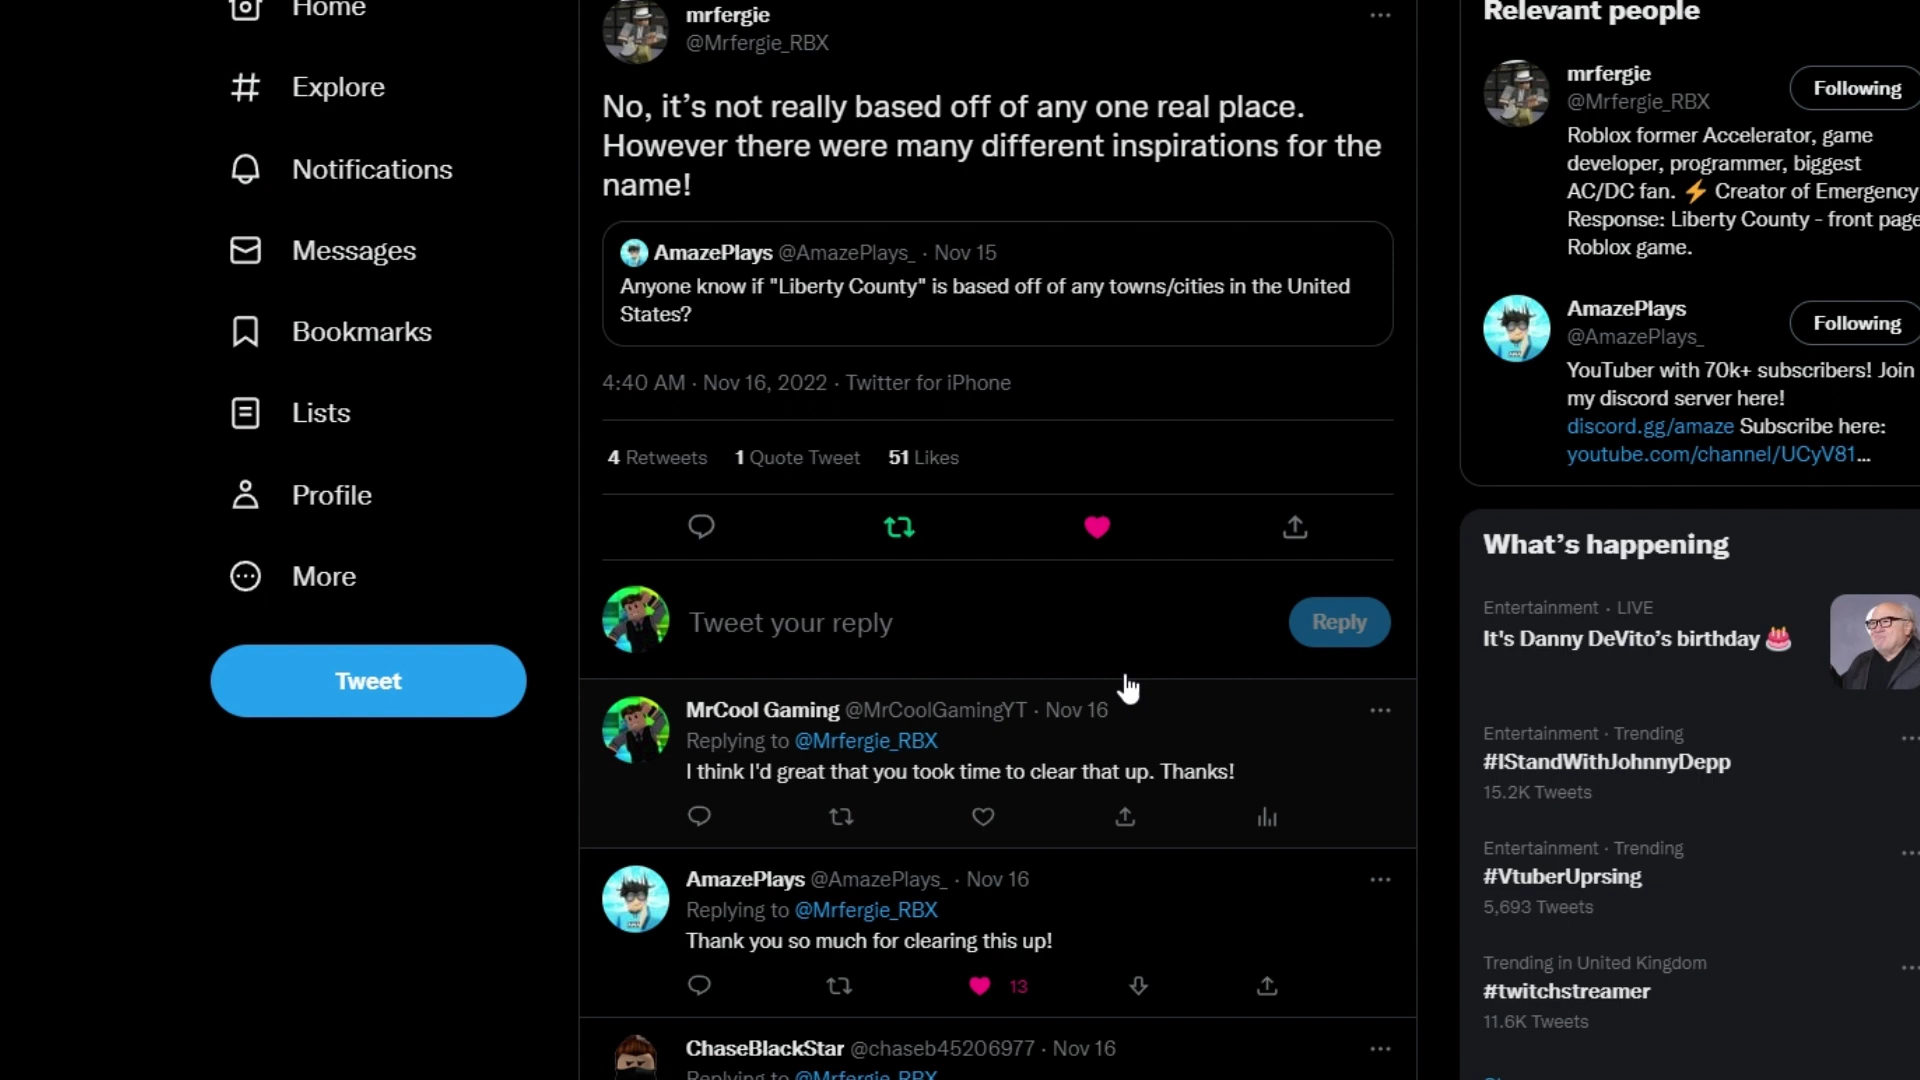 Home
Explore
Notifications
Messages
Bookmarks
Lists
Profile
More
Tweet
mrfergie
@Mrfergie_RBX
No, it’s not really based off of any one real place.
However there were many different inspirations for the
name!
AmazePlays @AmazePlays_ · Nov 15
Anyone know if "Liberty County" is based off of any towns/cities in the United
States?
4:40 AM · Nov 16, 2022 · Twitter for iPhone
4 Retweets 1 Quote Tweet 51 Likes
Tweet your reply
Reply
MrCool Gaming @MrCoolGamingYT · Nov 16
Replying to @Mrfergie_RBX
I think I'd great that you took time to clear that up. Thanks!
AmazePlays @AmazePlays_ · Nov 16
Replying to @Mrfergie_RBX
Thank you so much for clearing this up!
13
ChaseBlackStar @chaseb45206977 · Nov 16
Replying to @Mrfergie_RBX
Relevant people
mrfergie
@Mrfergie_RBX
Following
Roblox former Accelerator, game
developer, programmer, biggest
AC/DC fan. ⚡ Creator of Emergency
Response: Liberty County - front page
Roblox game.
AmazePlays
@AmazePlays_
Following
YouTuber with 70k+ subscribers! Join
my discord server here!
discord.gg/amaze Subscribe here:
youtube.com/channel/UCyV81...
What’s happening
Entertainment · LIVE
It's Danny DeVito’s birthday 🎂
Entertainment · Trending
#IStandWithJohnnyDepp
15.2K Tweets
Entertainment · Trending
#VtuberUprsing
5,693 Tweets
Trending in United Kingdom
#twitchstreamer
11.6K Tweets